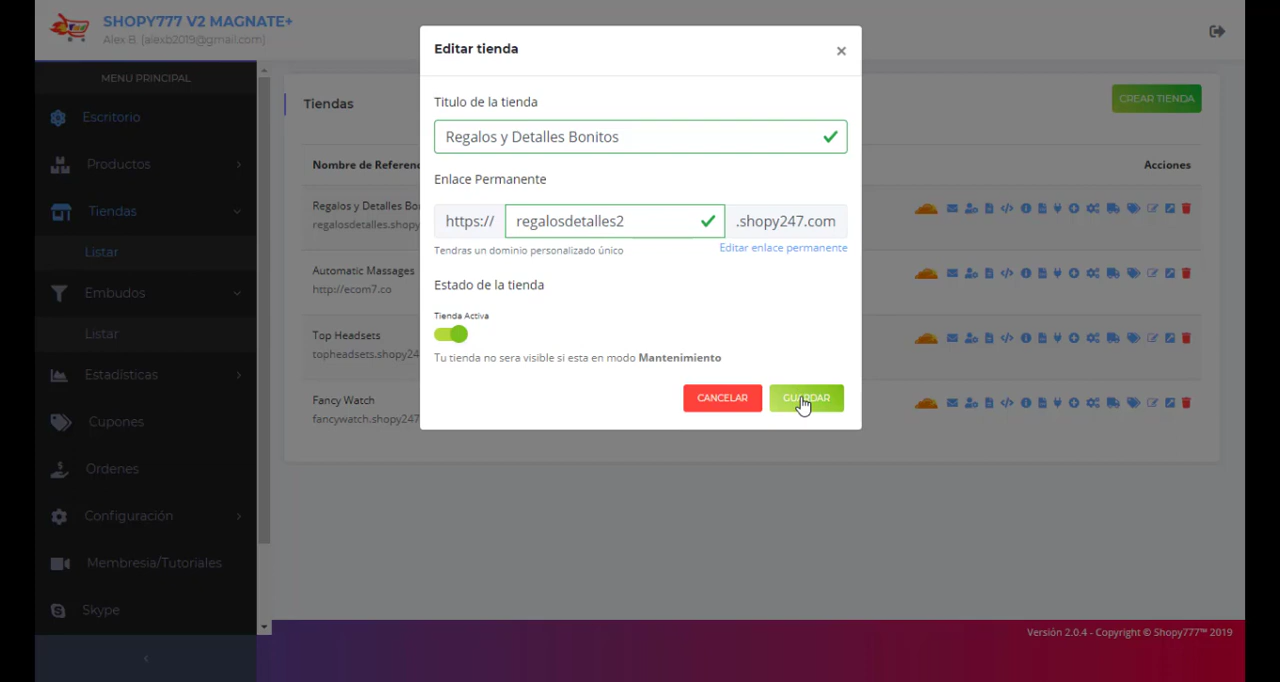 SHOPY777 V2 MAGNATE+
Alex B. [alexb2019@gmail.com]
MENU PRINCIPAL
Escritorio
Productos
Tiendas
Listar
Embudos
Listar
Estadísticas
Cupones
Ordenes
Configuración
Membresia/Tutoriales
Skype
Tiendas
CREAR TIENDA
Nombre de Referen
Acciones
Regalos y Detalles Bo
regalosdetalles.shopy
Automatic Massages
http://ecom7.co
Top Headsets
topheadsets.shopy24
Fancy Watch
fancywatch.shopy247
Editar tienda
×
Titulo de la tienda
Regalos y Detalles Bonitos
Enlace Permanente
https:// regalosdetalles2 .shopy247.com
Tendras un dominio personalizado único
Editar enlace permanente
Estado de la tienda
Tienda Activa
Tu tienda no sera visible si esta en modo Mantenimiento
CANCELAR
GUARDAR
Versión 2.0.4 - Copyright © Shopy777™ 2019